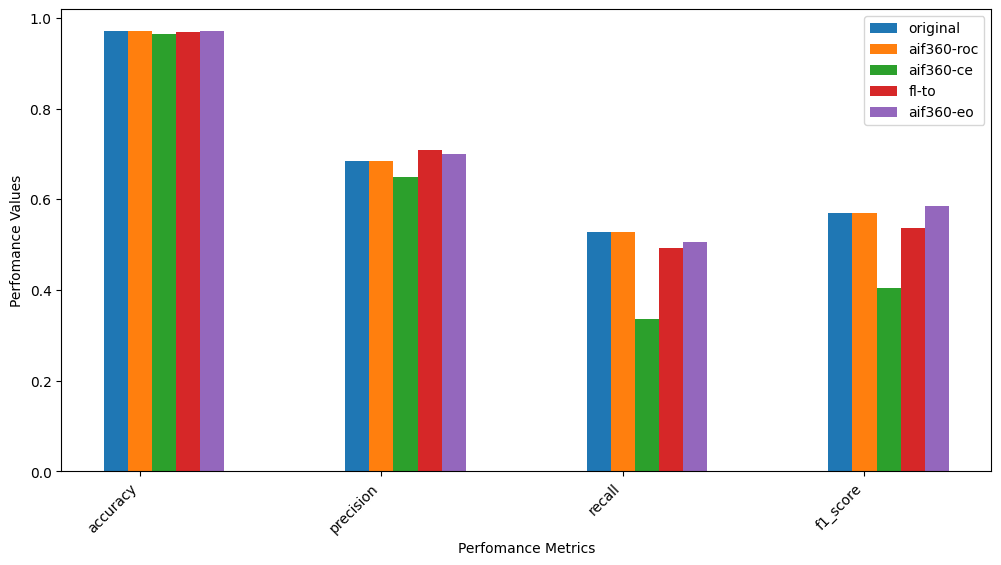 1.0
0.8
0.6
0.4
0.2
0.0
Perfomance Values
original
aif360-roc
aif360-ce
fl-to
aif360-eo
accuracy
precision
recall
f1_score
Perfomance Metrics